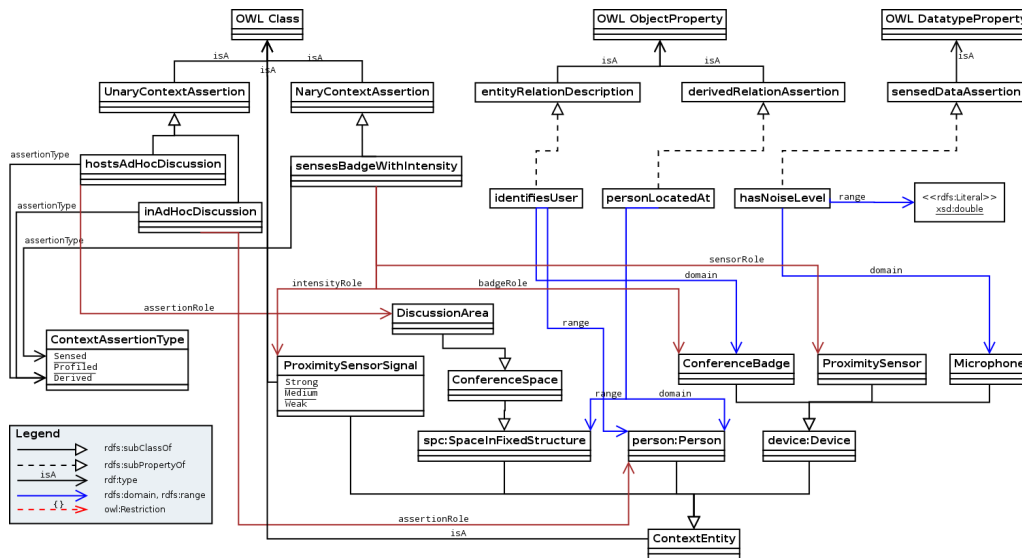 OWL Class
OWL ObjectProperty
OWL DatatypeProperty
isA
isA
isA
isA
isA
isA
UnaryContextAssertion
NaryContextAssertion
entityRelationDescription
derivedRelationAssertion
sensedDataAssertion
assertionType
hostsAdHocDiscussion
sensesBadgeWithIntensity
identifiesUser
personLocatedAt
hasNoiseLevel
range
<<rdfs:Literal>>
xsd:double
assertionType
inAdHocDiscussion
assertionType
sensorRole
domain
domain
intensityRole
badgeRole
assertionRole
DiscussionArea
range
ContextAssertionType
Sensed
Profiled
Derived
ProximitySensorSignal
Strong
Medium
Weak
ConferenceSpace
ConferenceBadge
ProximitySensor
Microphone
range
domain
spc:SpaceInFixedStructure
person:Person
device:Device
Legend
rdfs:subClassOf
rdfs:subPropertyOf
isA
rdf:type
rdfs:domain, rdfs:range
{}
owl:Restriction
assertionRole
isA
ContextEntity